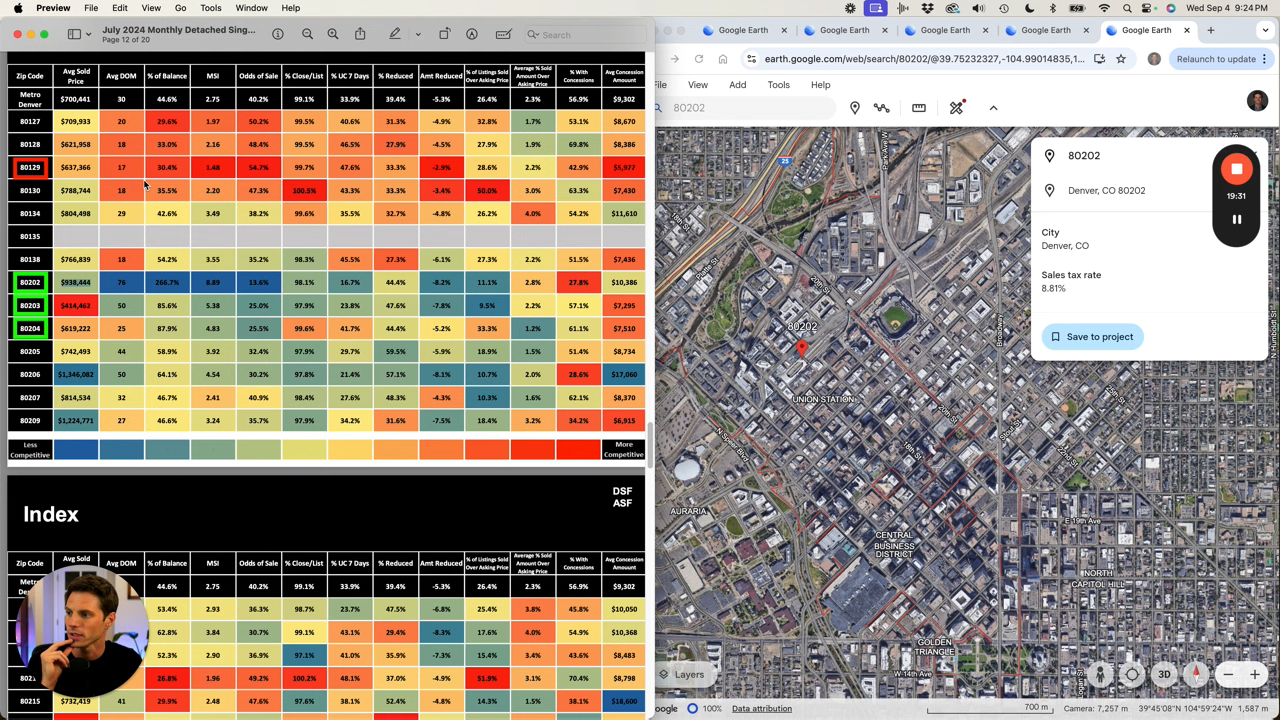 Preview File Edit View Go Tools Window Help
Wed Sep 4 9:24 PM
July 2024 Monthly Detached Sing...
Page 12 of 20
Search
Zip Code Avg Sold Price Avg DOM % of Balance MSI Odds of Sale % Close/List % UC 7 Days % Reduced Amt Reduced % of Listings Sold Over Asking Price Average % Sold Amount Over Asking Price % With Concessions Avg Concession Amount
Metro Denver $700,441 30 44.6% 2.75 40.2% 99.1% 33.9% 39.4% -5.3% 26.4% 2.3% 56.9% $9,302
80127 $709,933 20 29.6% 1.97 50.2% 99.5% 40.6% 31.3% -4.9% 32.8% 1.7% 53.1% $8,670
80128 $621,958 18 33.0% 2.16 48.4% 99.5% 46.5% 27.9% -4.5% 27.9% 1.9% 69.8% $8,386
80129 $637,366 17 30.4% 1.48 54.7% 99.7% 47.6% 33.3% -2.9% 28.6% 2.2% 42.9% $5,972
80130 $788,744 18 35.5% 2.20 47.3% 100.5% 43.3% 33.3% -3.4% 50.0% 3.0% 63.3% $7,430
80134 $804,498 29 42.6% 3.49 38.2% 99.6% 35.5% 32.7% -4.8% 26.2% 4.0% 54.2% $11,610
80135
80138 $766,839 18 54.2% 3.55 35.2% 98.3% 45.5% 27.3% -6.1% 27.3% 2.2% 51.5% $7,436
80202 $938,444 76 266.7% 8.89 13.6% 98.1% 16.7% 44.4% -8.2% 11.1% 2.8% 27.8% $10,386
80203 $414,462 50 85.6% 5.38 25.0% 97.9% 23.8% 47.6% -7.8% 9.5% 2.2% 57.1% $7,295
80204 $619,222 25 87.9% 4.83 25.5% 99.6% 41.7% 44.4% -5.2% 33.3% 1.2% 61.1% $7,510
80205 $742,493 44 58.9% 3.92 32.4% 97.9% 29.7% 59.5% -5.9% 18.9% 1.5% 51.4% $8,734
80206 $1,346,082 50 64.1% 4.54 30.2% 97.8% 21.4% 57.1% -8.1% 10.7% 2.0% 28.6% $17,060
80207 $814,534 32 46.7% 2.41 40.9% 98.4% 27.6% 48.3% -4.3% 10.3% 1.6% 62.1% $8,370
80209 $1,224,771 27 46.6% 3.24 35.7% 97.9% 34.2% 31.6% -7.5% 18.4% 3.2% 34.2% $6,915
Less Competitive More Competitive
DSF
ASF
Index
Zip Code Avg Sold Price Avg DOM % of Balance MSI Odds of Sale % Close/List % UC 7 Days % Reduced Amt Reduced % of Listings Sold Over Asking Price Average % Sold Amount Over Asking Price % With Concessions Avg Concession Amount
44.6% 2.75 40.2% 99.1% 33.9% 39.4% -5.3% 26.4% 2.3% 56.9% $9,302
53.4% 2.93 36.3% 98.7% 23.7% 47.5% -6.8% 25.4% 3.8% 45.8% $10,050
62.8% 3.84 30.7% 99.1% 43.1% 29.4% -8.3% 17.6% 4.0% 54.9% $10,368
52.3% 2.90 36.9% 97.1% 41.0% 35.9% -7.3% 15.4% 3.4% 43.6% $8,483
26.8% 1.96 49.2% 100.2% 48.1% 37.0% -4.9% 51.9% 2.3% 70.4% $8,798
80215 $732,419 41 29.9% 2.48 47.6% 97.6% 38.1% 52.4% -4.8% 14.3% 1.5% 38.1% $18,600
Google Earth Google Earth Google Earth Google Earth Google Earth
earth.google.com/web/search/80202/@39.75232327,-104.99014835,1...
Relaunch to update
File View Add Tools Help
80202
80202
Denver, CO 80202
City
Denver, CO
Sales tax rate
8.81%
Save to project
19:31
25
16th St
Platte St
20th St
Broadway
80202
UNION STATION
N Speer Blvd
20th St
18th St
Stout St
22nd St
25th St
AURARIA
CENTRAL BUSINESS DISTRICT
E 19th Ave
NORTH CAPITOL HILL
GOLDEN TRIANGLE
W 14th Ave
Logan St
Layers
3D
Google 100% Data attribution
700 m Camera: 7,257 m 39°45'08"N 104°59'24"W 1,587 m